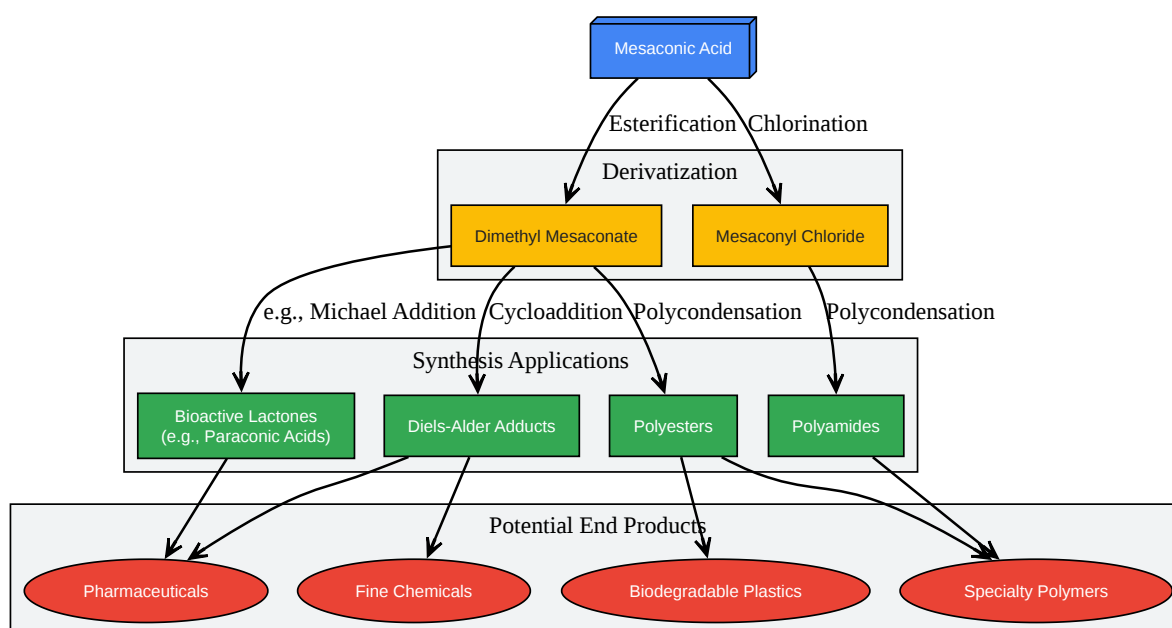 Mesaconic Acid
Esterification
Chlorination
Derivatization
Dimethyl Mesaconate
Mesaconyl Chloride
e.g., Michael Addition
Cycloaddition
Polycondensation
Polycondensation
Synthesis Applications
Bioactive Lactones
(e.g., Paraconic Acids)
Diels-Alder Adducts
Polyesters
Polyamides
Potential End Products
Pharmaceuticals
Fine Chemicals
Biodegradable Plastics
Specialty Polymers